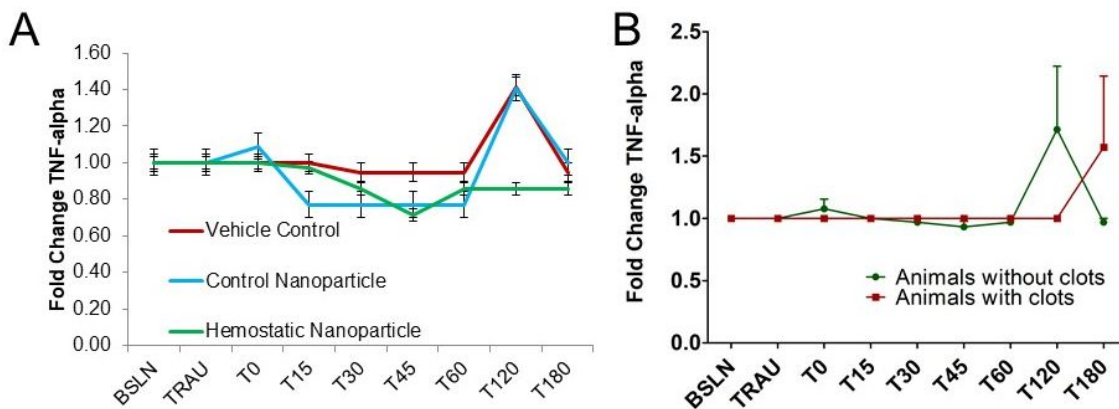 A
Fold Change TNF-alpha
1.60
1.40
1.20
1.00
0.80
0.60
0.40
0.20
0.00
Vehicle Control
Control Nanoparticle
Hemostatic Nanoparticle
BSLN
TRAU
T0
T15
T30
T45
T60
T120
T180
B
Fold Change TNF-alpha
2.5
2.0
1.5
1.0
0.5
0.0
Animals without clots
Animals with clots
BSLN
TRAU
T0
T15
T30
T45
T60
T120
T180